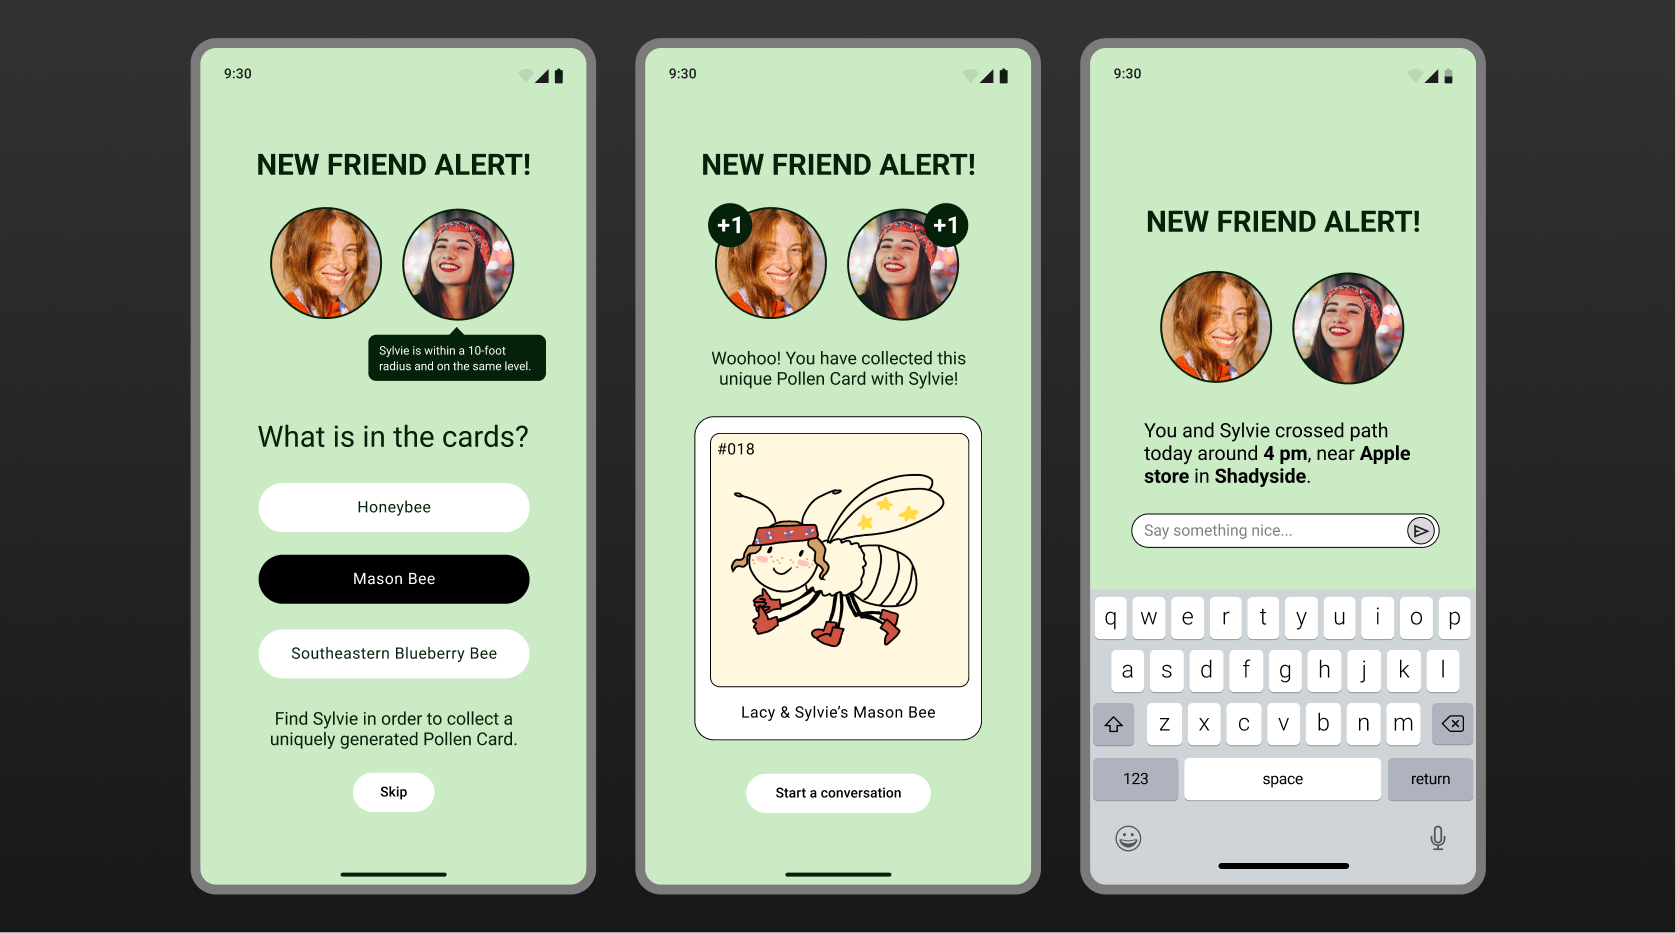 9:30
NEW FRIEND ALERT!
Sylvie is within a 10-foot
radius and on the same level.
What is in the cards?
Honeybee
Mason Bee
Southeastern Blueberry Bee
Find Sylvie in order to collect a
uniquely generated Pollen Card.
Skip
9:30
NEW FRIEND ALERT!
+1
+1
Woohoo! You have collected this
unique Pollen Card with Sylvie!
#018
Lacy & Sylvie’s Mason Bee
Start a conversation
9:30
NEW FRIEND ALERT!
You and Sylvie crossed path
today around 4 pm, near Apple
store in Shadyside.
Say something nice...
q w e r t y u i o p
a s d f g h j k l
z x c v b n m
123 space return